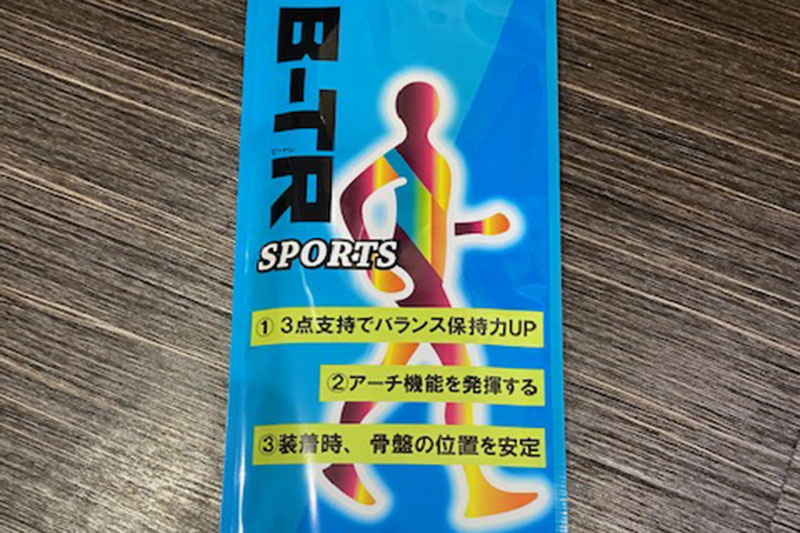 B-TR
SPORTS
① 3点支持でバランス保持力UP
②アーチ機能を発揮する
③装着時、骨盤の位置を安定